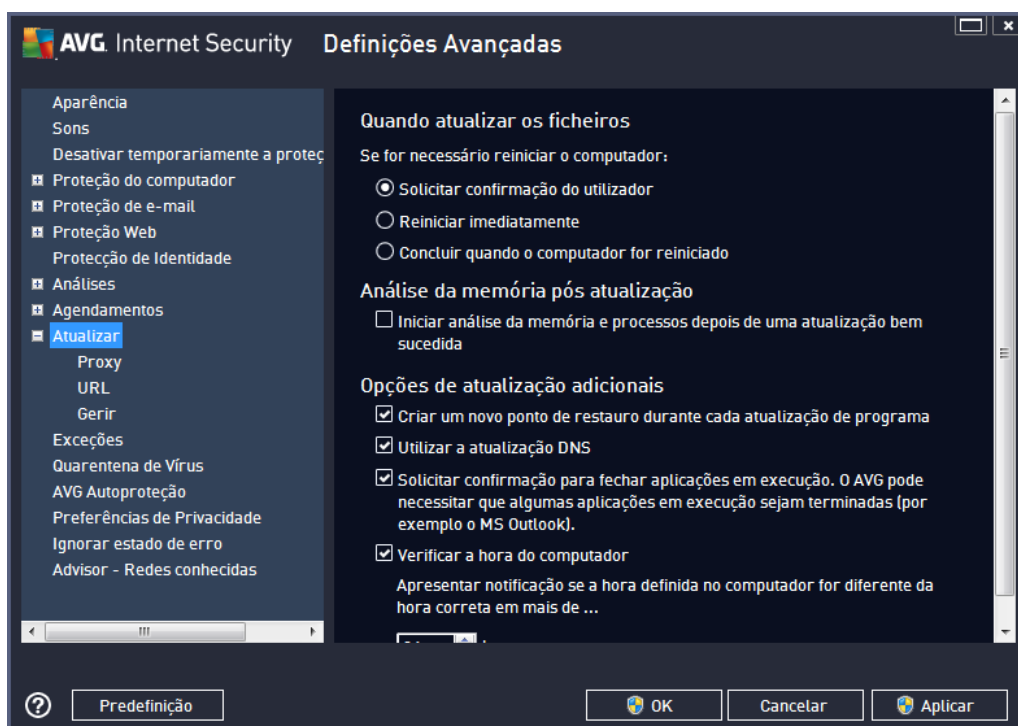 AVG. Internet Security
Definições Avançadas
Aparência
Sons
Desativar temporariamente a proteç
Proteção do computador
Proteção de e-mail
Proteção Web
Protecção de Identidade
Análises
Agendamentos
Atualizar
Proxy
URL
Gerir
Exceções
Quarentena de Vírus
AVG Autoproteção
Preferências de Privacidade
Ignorar estado de erro
Advisor - Redes conhecidas
Quando atualizar os ficheiros
Se for necessário reiniciar o computador:
Solicitar confirmação do utilizador
Reiniciar imediatamente
Concluir quando o computador for reiniciado
Análise da memória pós atualização
Iniciar análise da memória e processos depois de uma atualização bem
sucedida
Opções de atualização adicionais
Criar um novo ponto de restauro durante cada atualização de programa
Utilizar a atualização DNS
Solicitar confirmação para fechar aplicações em execução. O AVG pode
necessitar que algumas aplicações em execução sejam terminadas (por
exemplo o MS Outlook).
Verificar a hora do computador
Apresentar notificação se a hora definida no computador for diferente da
hora correta em mais de ...
Predefinição
OK
Cancelar
Aplicar